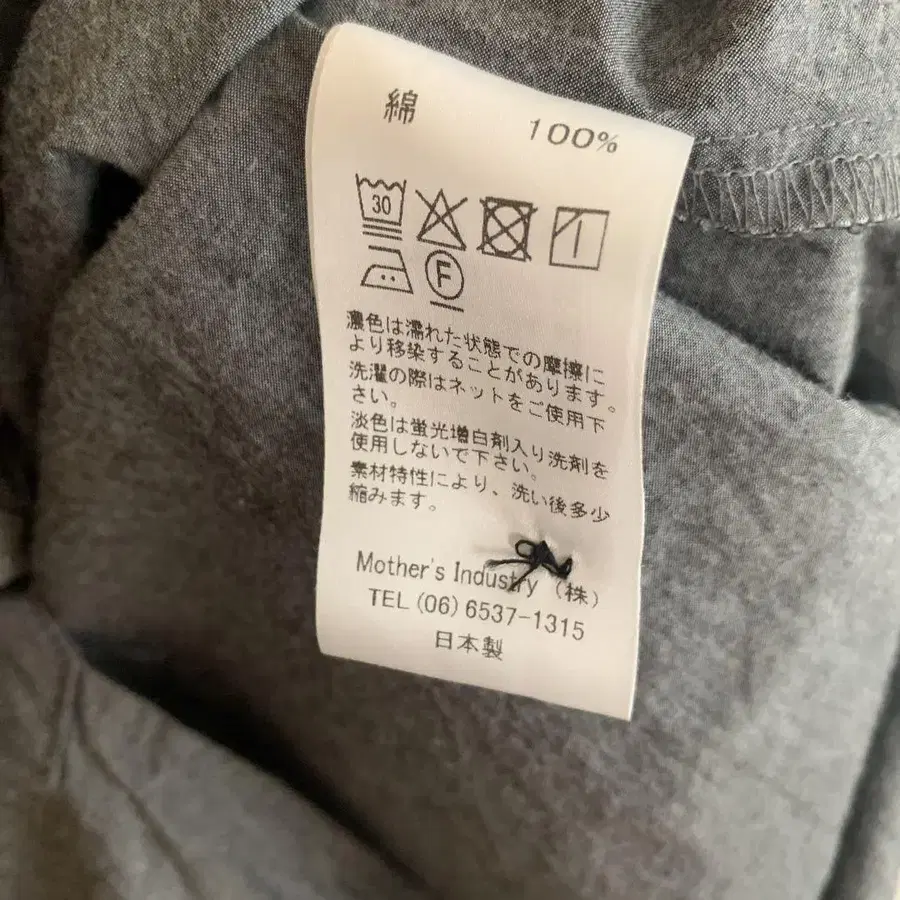 綿 100%
30
F
濃色は濡れた状態での摩擦に
より移染することがあります。
洗濯の際はネットをご使用下
さい。
淡色は蛍光増白剤入り洗剤を
使用しないで下さい。
素材特性により、洗い後多少
縮みます。
Mother's Industry (株)
TEL (06) 6537-1315
日本製